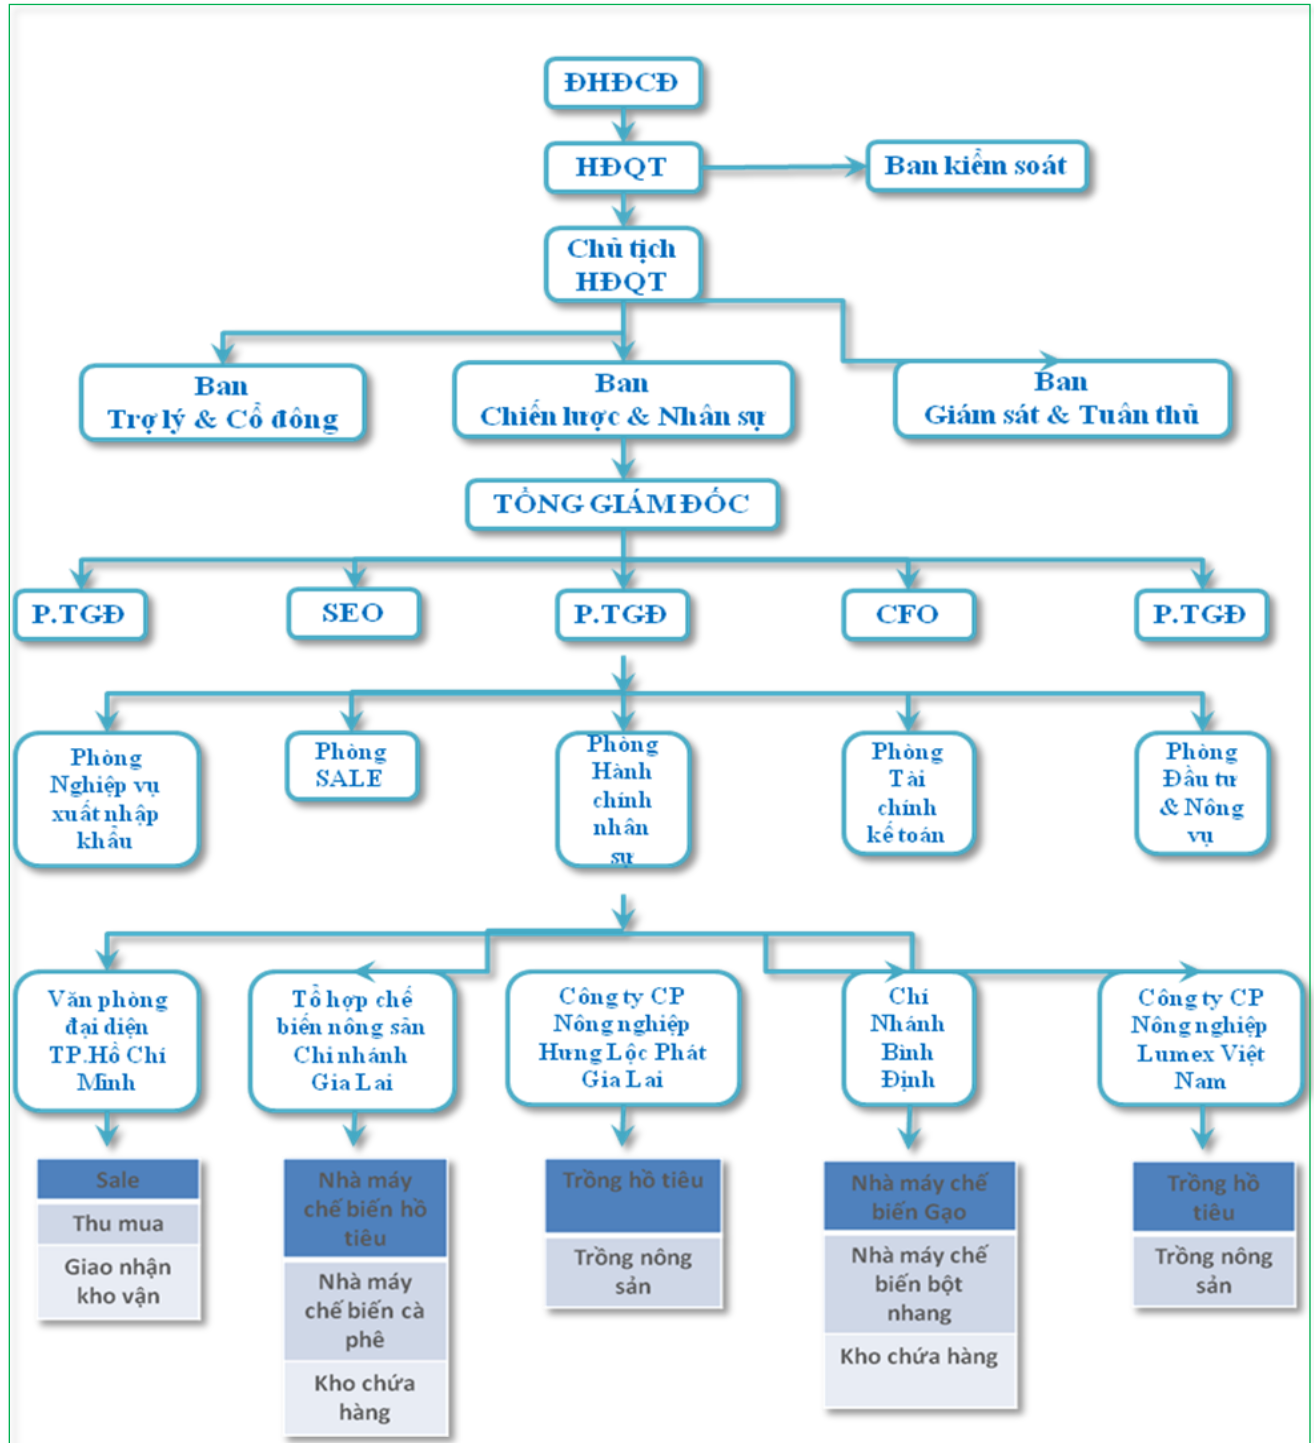 ĐHĐCĐ
HĐQT
Ban kiểm soát
Chủ tịch
HĐQT
Ban
Trợ lý & Cổ đông
Ban
Chiến lược & Nhân sự
Ban
Giám sát & Tuân thủ
TỔNG GIÁM ĐỐC
P.TGĐ
SEO
P.TGĐ
CFO
P.TGĐ
Phòng
Nghiệp vụ
xuất nhập
khẩu
Phòng
SALE
Phòng
Hành
chính
nhân
sự
Phòng
Tài
chính
kế toán
Phòng
Đầu tư
& Nông
vụ
Văn phòng
đại diện
TP.Hồ Chí
Minh
Tổ hợp chế
biến nông sản
Chi nhánh
Gia Lai
Công ty CP
Nông nghiệp
Hưng Lộc Phát
Gia Lai
Chí
Nhánh
Bình
Định
Công ty CP
Nông nghiệp
Lumex Việt
Nam
Sale
Thu mua
Giao nhận
kho vận
Nhà máy
chế biến hồ
tiêu
Nhà máy
chế biến cà
phê
Kho chứa
hàng
Trồng hồ tiêu
Trồng nông
sản
Nhà máy chế
biến Gạo
Nhà máy chế
biến bột
nhang
Kho chứa hàng
Trồng hồ
tiêu
Trồng nông
sản